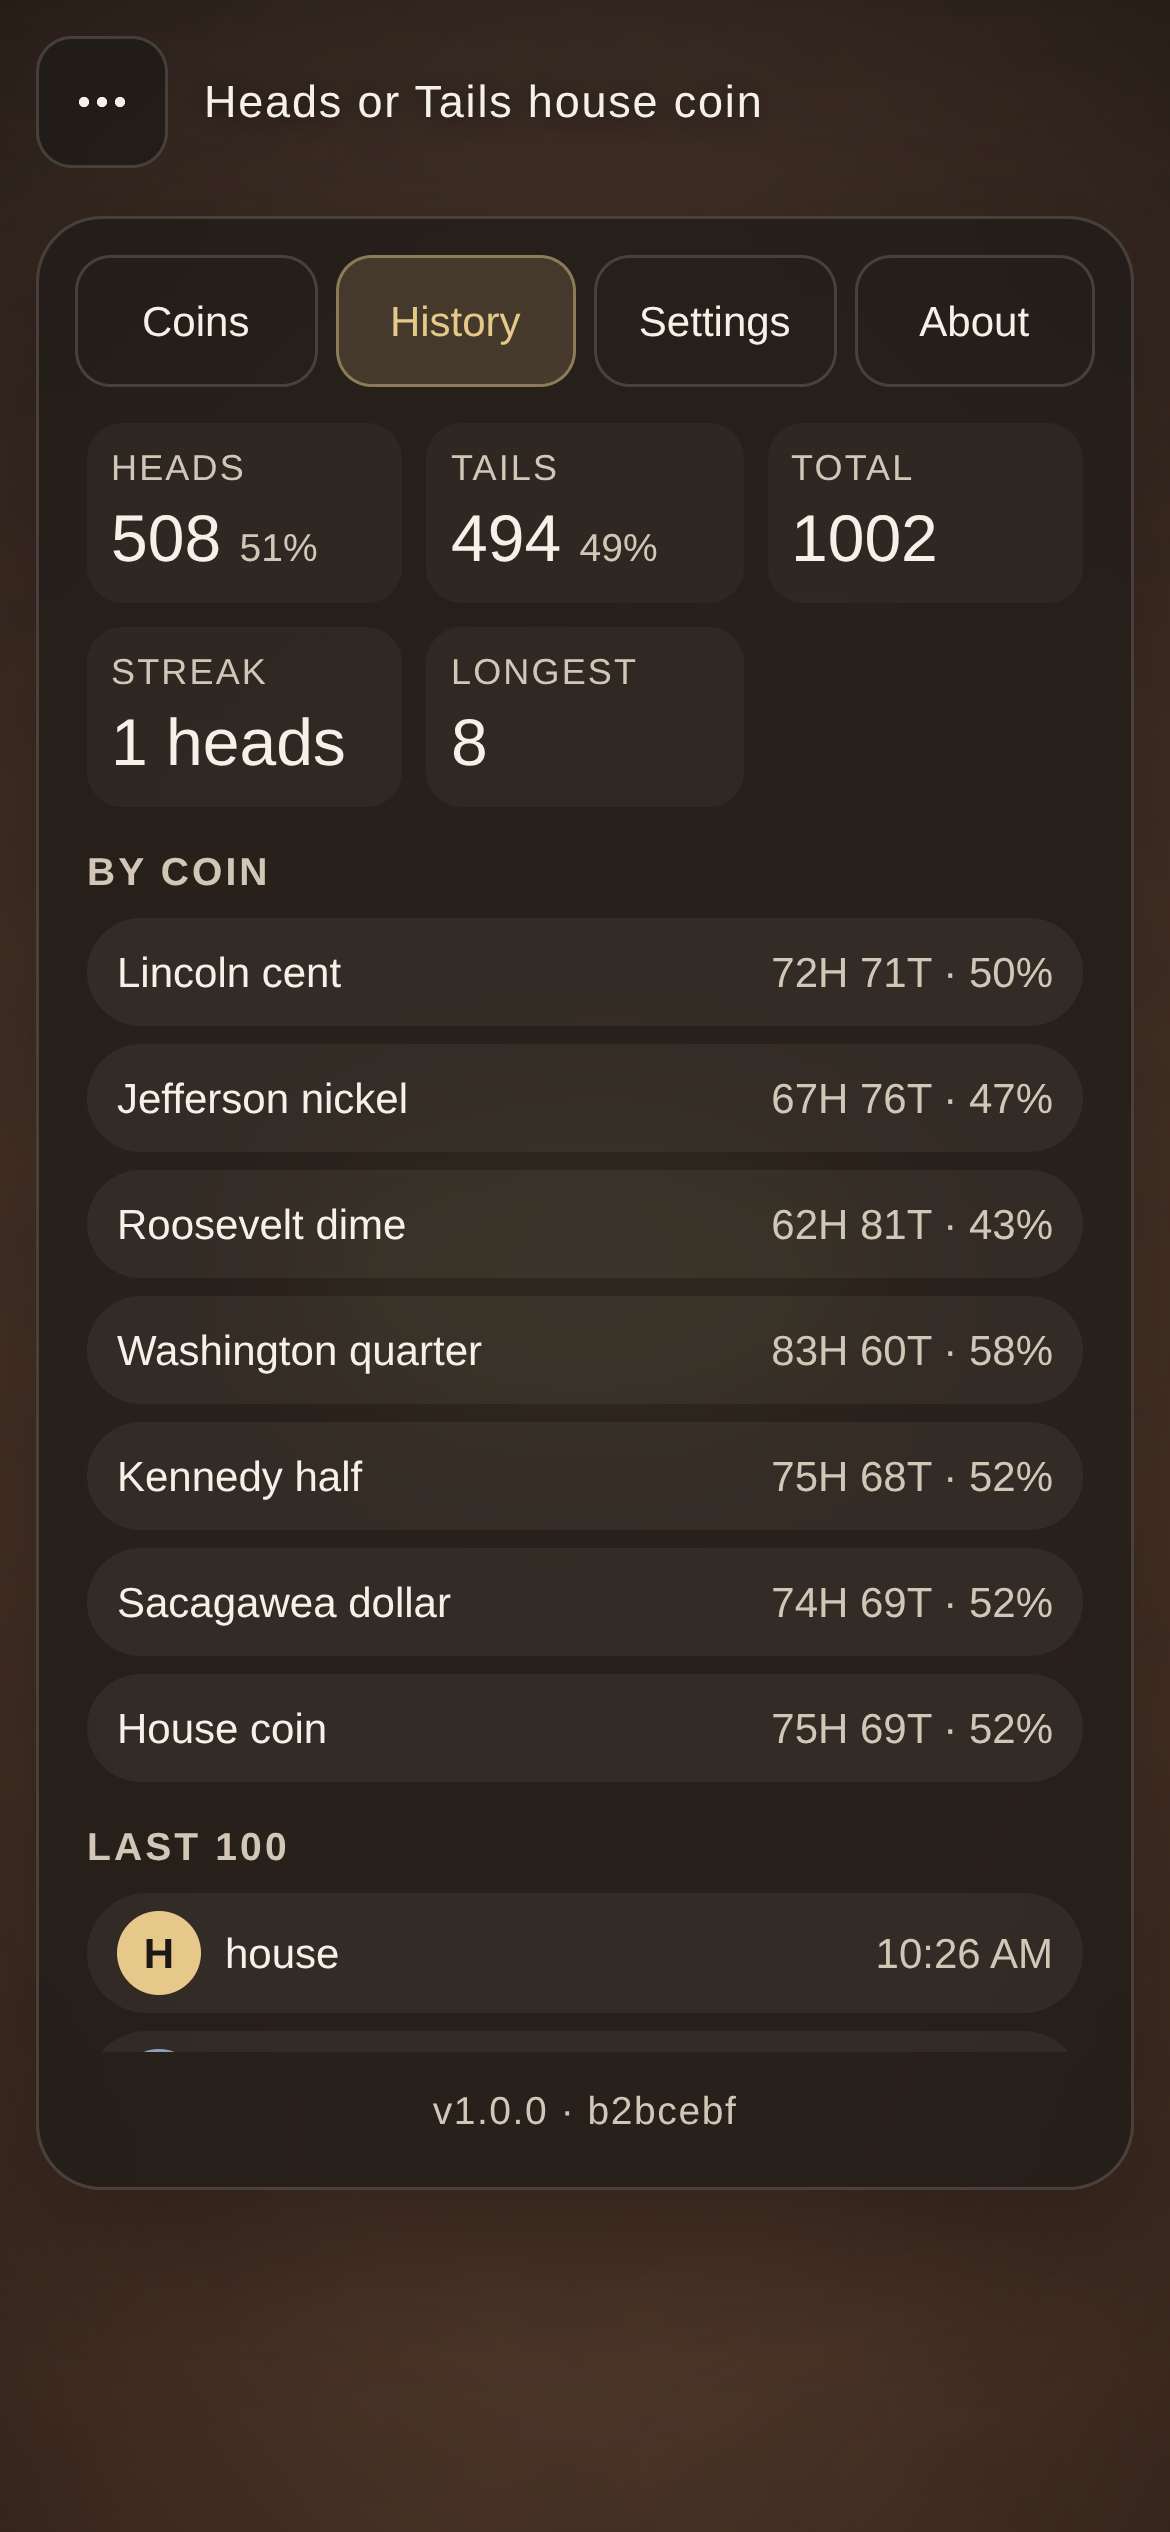 Heads or Tails house coin
Coins History Settings About
HEADS TAILS TOTAL
508 51% 494 49% 1002
STREAK LONGEST
1 heads 8
BY COIN
Lincoln cent 72H 71T · 50%
Jefferson nickel 67H 76T · 47%
Roosevelt dime 62H 81T · 43%
Washington quarter 83H 60T · 58%
Kennedy half 75H 68T · 52%
Sacagawea dollar 74H 69T · 52%
House coin 75H 69T · 52%
LAST 100
H house 10:26 AM
v1.0.0 · b2bcebf